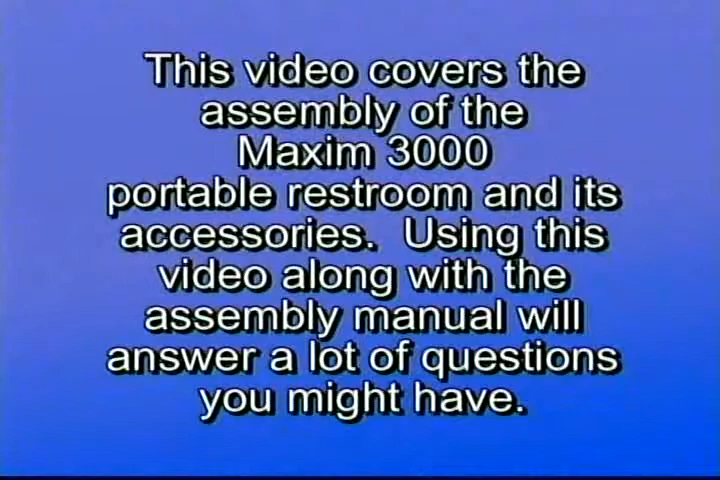 This video covers the
assembly of the
Maxim 3000
portable restroom and its
accessories.  Using this
video along with the
assembly manual will
answer a lot of questions
you might have.